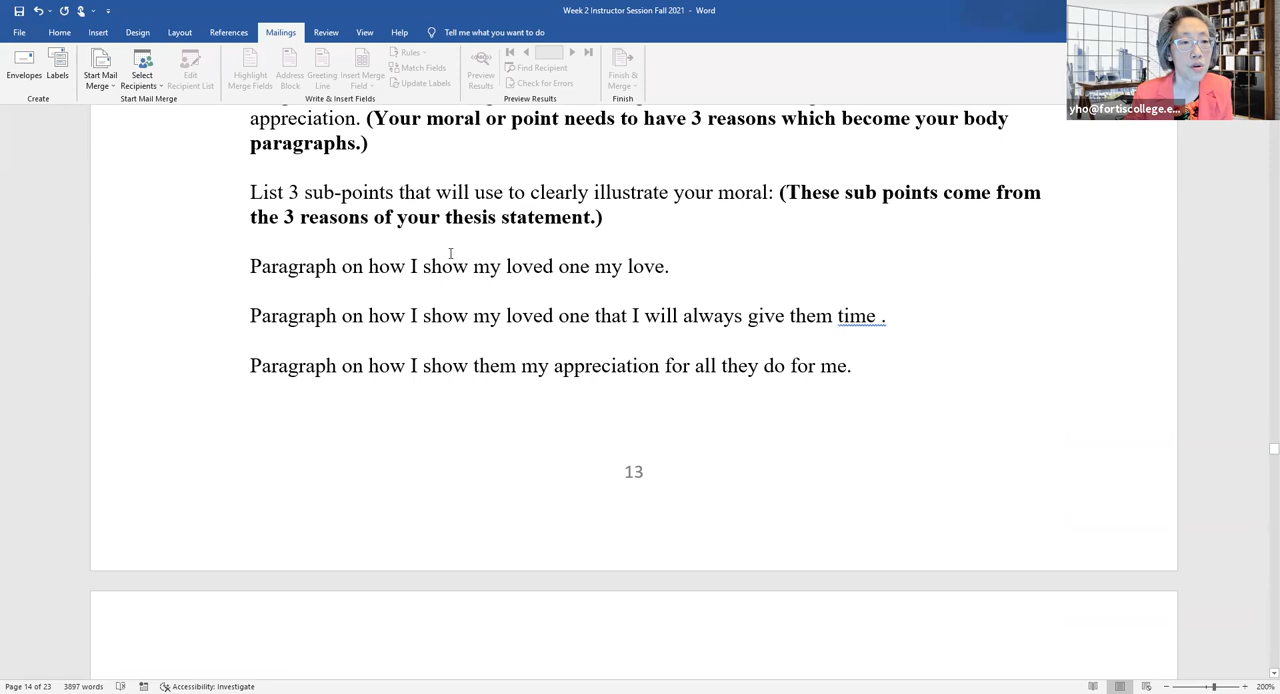 Week 2 Instructor Session Fall 2021 - Word
File Home Insert Design Layout References Mailings Review View Help Tell me what you want to do
Envelopes Labels Start Mail Merge Select Recipients Edit Recipient List Highlight Merge Fields Address Block Greeting Line Insert Merge Field Rules Match Fields Update Labels Preview Results Find Recipient Check for Errors Finish & Merge
Create Start Mail Merge Write & Insert Fields Preview Results Finish
yho@fortiscollege.e...
appreciation. (Your moral or point needs to have 3 reasons which become your body
paragraphs.)
List 3 sub-points that will use to clearly illustrate your moral: (These sub points come from
the 3 reasons of your thesis statement.)
Paragraph on how I show my loved one my love.
Paragraph on how I show my loved one that I will always give them time .
Paragraph on how I show them my appreciation for all they do for me.
13
Page 14 of 23 3897 words Accessibility: Investigate 200%